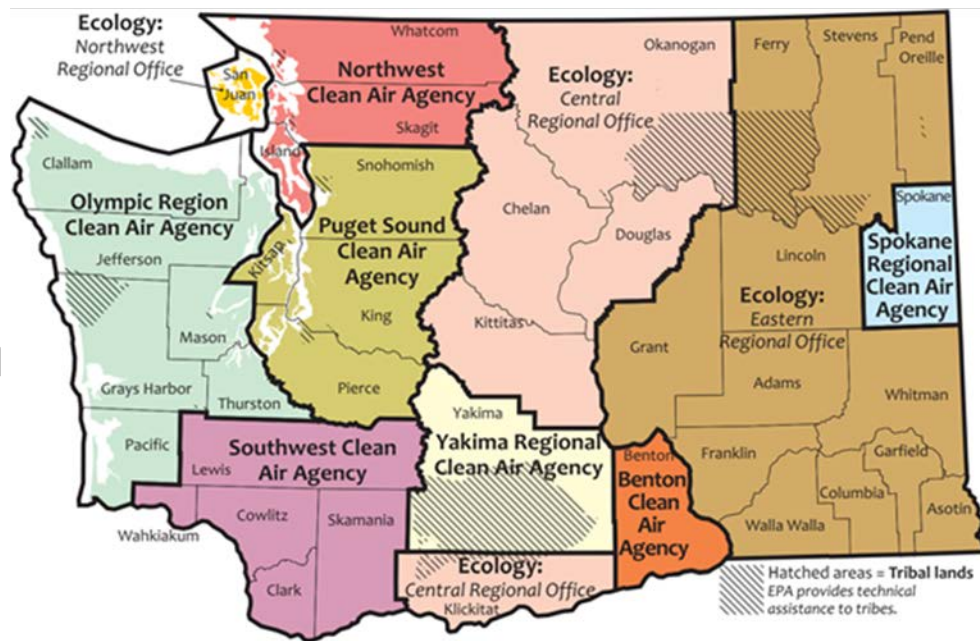 Ecology:
Northwest
Regional Office
San
Juan
Whatcom
Northwest
Clean Air Agency
Skagit
Island
Ecology:
Central
Regional Office
Okanogan
Chelan
Douglas
Kittitas
Ferry
Stevens
Pend
Oreille
Clallam
Olympic Region
Clean Air Agency
Jefferson
Mason
Grays Harbor
Thurston
Pacific
Snohomish
Puget Sound
Clean Air
Agency
Kitsap
King
Pierce
Spokane
Spokane
Regional
Clean Air
Agency
Lincoln
Ecology:
Eastern
Regional Office
Grant
Adams
Whitman
Franklin
Garfield
Columbia
Walla Walla
Asotin
Southwest Clean
Air Agency
Lewis
Wahkiakum
Cowlitz
Skamania
Clark
Yakima
Yakima Regional
Clean Air Agency
Benton
Benton
Clean
Air
Agency
Ecology:
Central Regional Office
Klickitat
Hatched areas = Tribal lands
EPA provides technical
assistance to tribes.